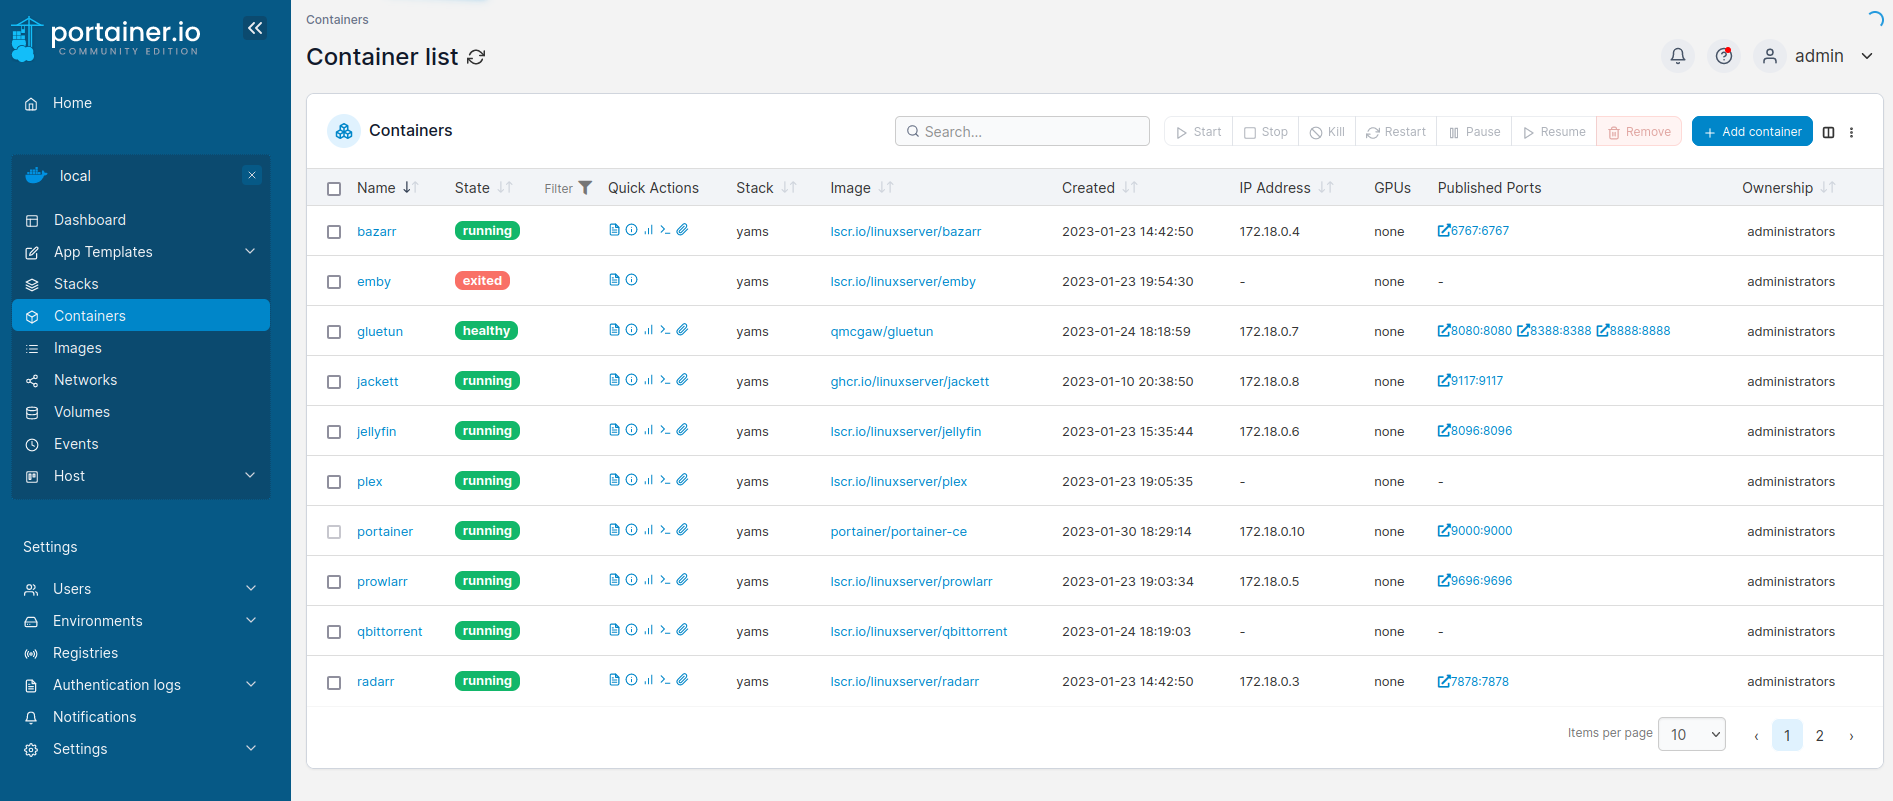 portainer.io
COMMUNITY EDITION
Home
local
Dashboard
App Templates
Stacks
Containers
Images
Networks
Volumes
Events
Host
Settings
Users
Environments
Registries
Authentication logs
Notifications
Settings
Containers
Container list
admin
Containers
Search...
Start Stop Kill Restart Pause Resume Remove
+ Add container
Name State Filter Quick Actions Stack Image Created IP Address GPUs Published Ports Ownership
bazarr running yams lscr.io/linuxserver/bazarr 2023-01-23 14:42:50 172.18.0.4 none 6767:6767 administrators
emby exited yams lscr.io/linuxserver/emby 2023-01-23 19:54:30 - none - administrators
gluetun healthy yams qmcgaw/gluetun 2023-01-24 18:18:59 172.18.0.7 none 8080:8080 8388:8388 8888:8888 administrators
jackett running yams ghcr.io/linuxserver/jackett 2023-01-10 20:38:50 172.18.0.8 none 9117:9117 administrators
jellyfin running yams lscr.io/linuxserver/jellyfin 2023-01-23 15:35:44 172.18.0.6 none 8096:8096 administrators
plex running yams lscr.io/linuxserver/plex 2023-01-23 19:05:35 - none - administrators
portainer running yams portainer/portainer-ce 2023-01-30 18:29:14 172.18.0.10 none 9000:9000 administrators
prowlarr running yams lscr.io/linuxserver/prowlarr 2023-01-23 19:03:34 172.18.0.5 none 9696:9696 administrators
qbittorrent running yams lscr.io/linuxserver/qbittorrent 2023-01-24 18:19:03 - none - administrators
radarr running yams lscr.io/linuxserver/radarr 2023-01-23 14:42:50 172.18.0.3 none 7878:7878 administrators
Items per page 10 ‹ 1 2 ›